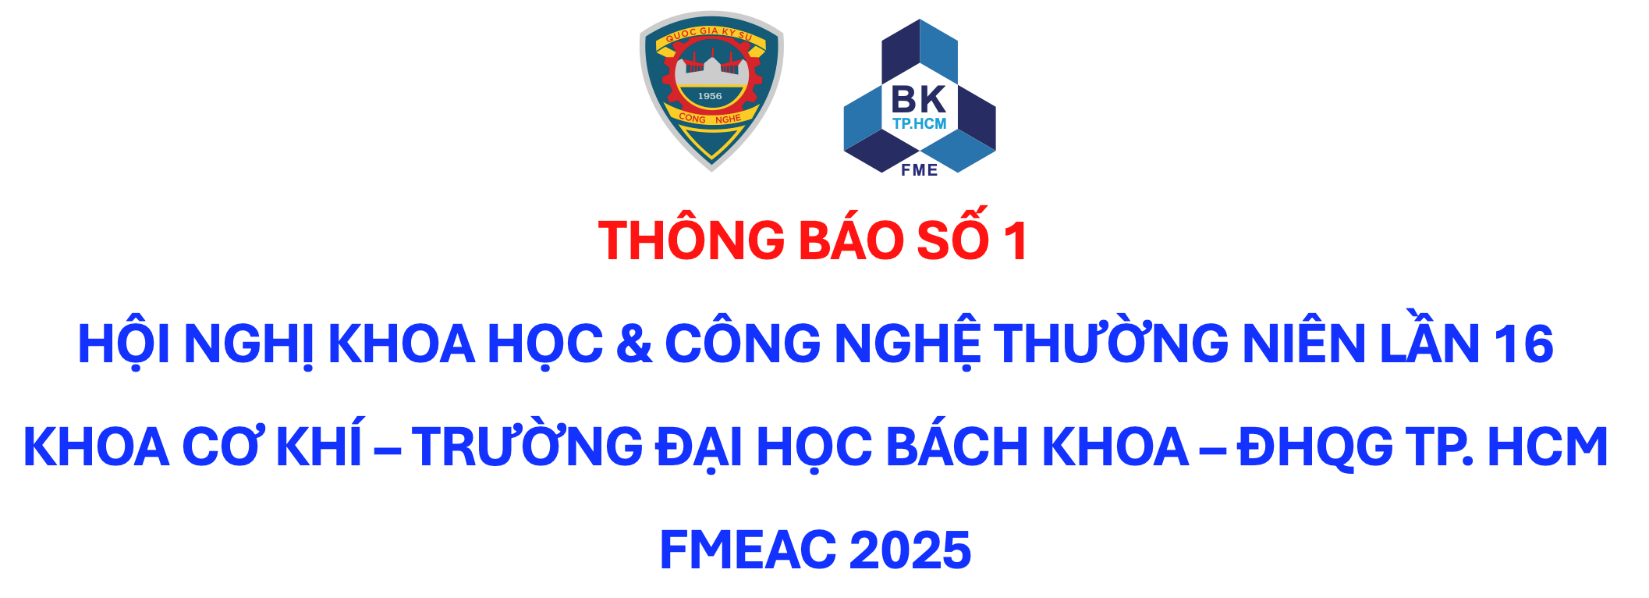 QUOC GIA KY SU
1956
CONG NGHE
BK
TP.HCM
FME
THÔNG BÁO SỐ 1
HỘI NGHỊ KHOA HỌC & CÔNG NGHỆ THƯỜNG NIÊN LẦN 16
KHOA CƠ KHÍ – TRƯỜNG ĐẠI HỌC BÁCH KHOA – ĐHQG TP. HCM
FMEAC 2025